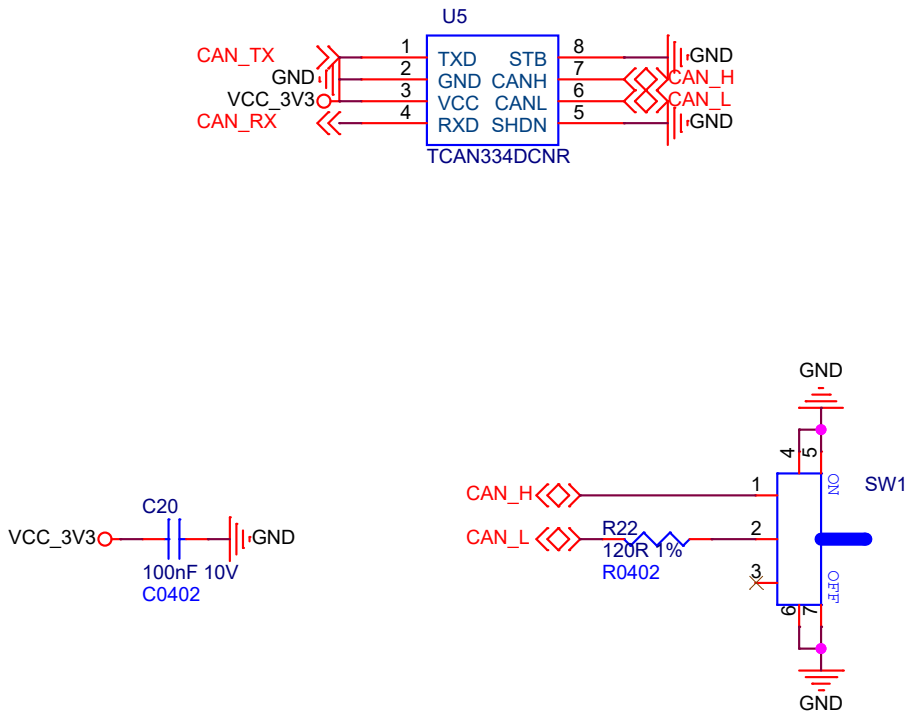 U5
CAN_TX 1 TXD STB 8 GND
GND 2 GND CANH 7 CAN_H
VCC_3V3 3 VCC CANL 6 CAN_L
CAN_RX 4 RXD SHDN 5 GND
TCAN334DCNR
GND
4 5
ON
CAN_H 1 SW1
C20
VCC_3V3 GND
100nF 10V
C0402
CAN_L R22 2
120R 1%
R0402
3
OFF
6 7
GND